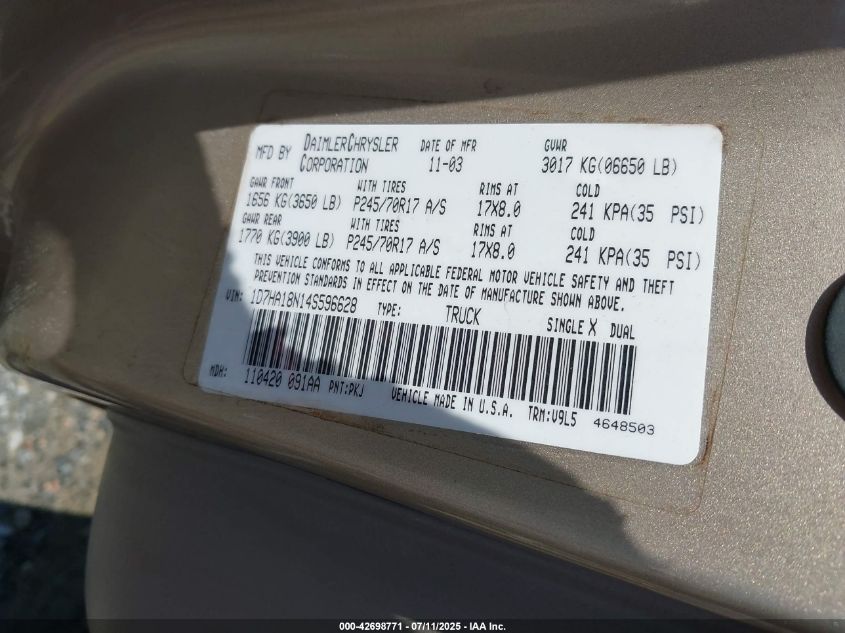 MFD BY DAIMLERCHRYSLER CORPORATION DATE OF MFR 11-03 GVWR 3017 KG(06650 LB)
GAWR FRONT WITH TIRES RIMS AT COLD
1656 KG(3650 LB) P245/70R17 A/S 17X8.0 241 KPA(35 PSI)
GAWR REAR WITH TIRES RIMS AT COLD
1770 KG(3900 LB) P245/70R17 A/S 17X8.0 241 KPA(35 PSI)
THIS VEHICLE CONFORMS TO ALL APPLICABLE FEDERAL MOTOR VEHICLE SAFETY AND THEFT
PREVENTION STANDARDS IN EFFECT ON THE DATE OF MANUFACTURE SHOWN ABOVE.
VIN: 1D7HA18N14S596628 TYPE: TRUCK SINGLE X DUAL
MDH: 110420 091AA PNT:PKJ VEHICLE MADE IN U.S.A. TRM:V9L5 4648503
000-42698771 - 07/11/2025 - IAA Inc.